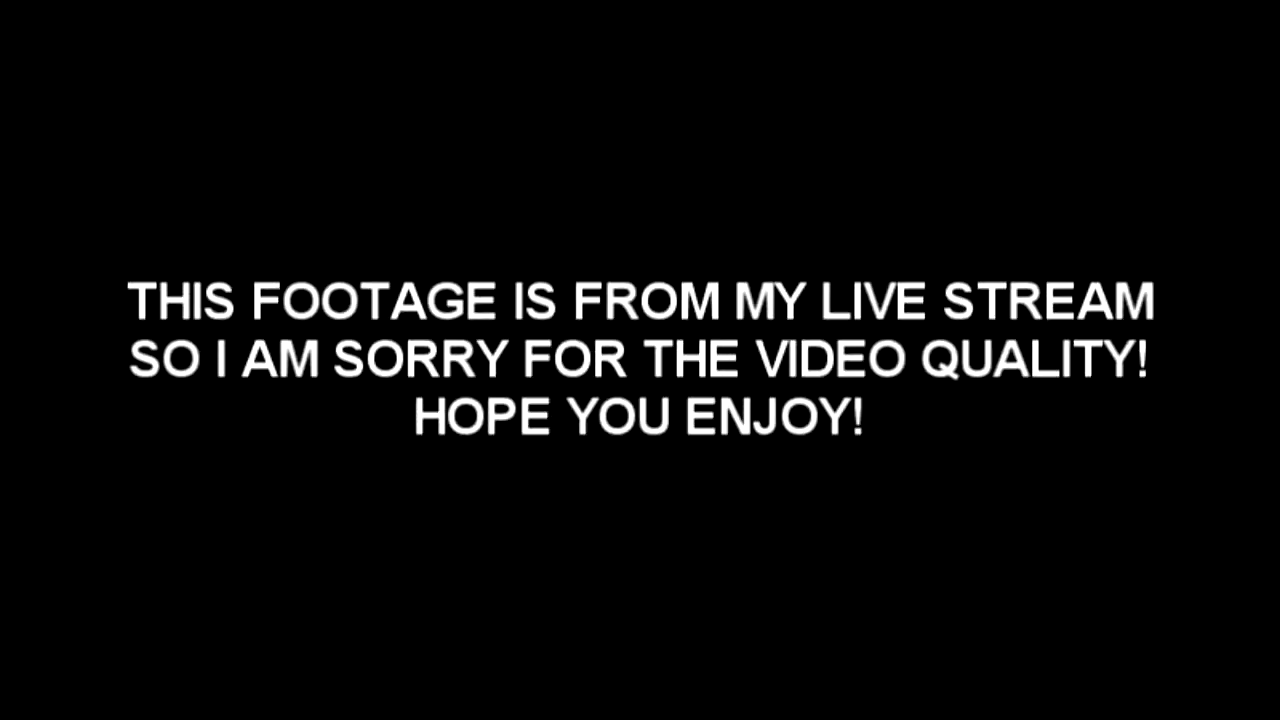 THIS FOOTAGE IS FROM MY LIVE STREAM
SO I AM SORRY FOR THE VIDEO QUALITY!
HOPE YOU ENJOY!